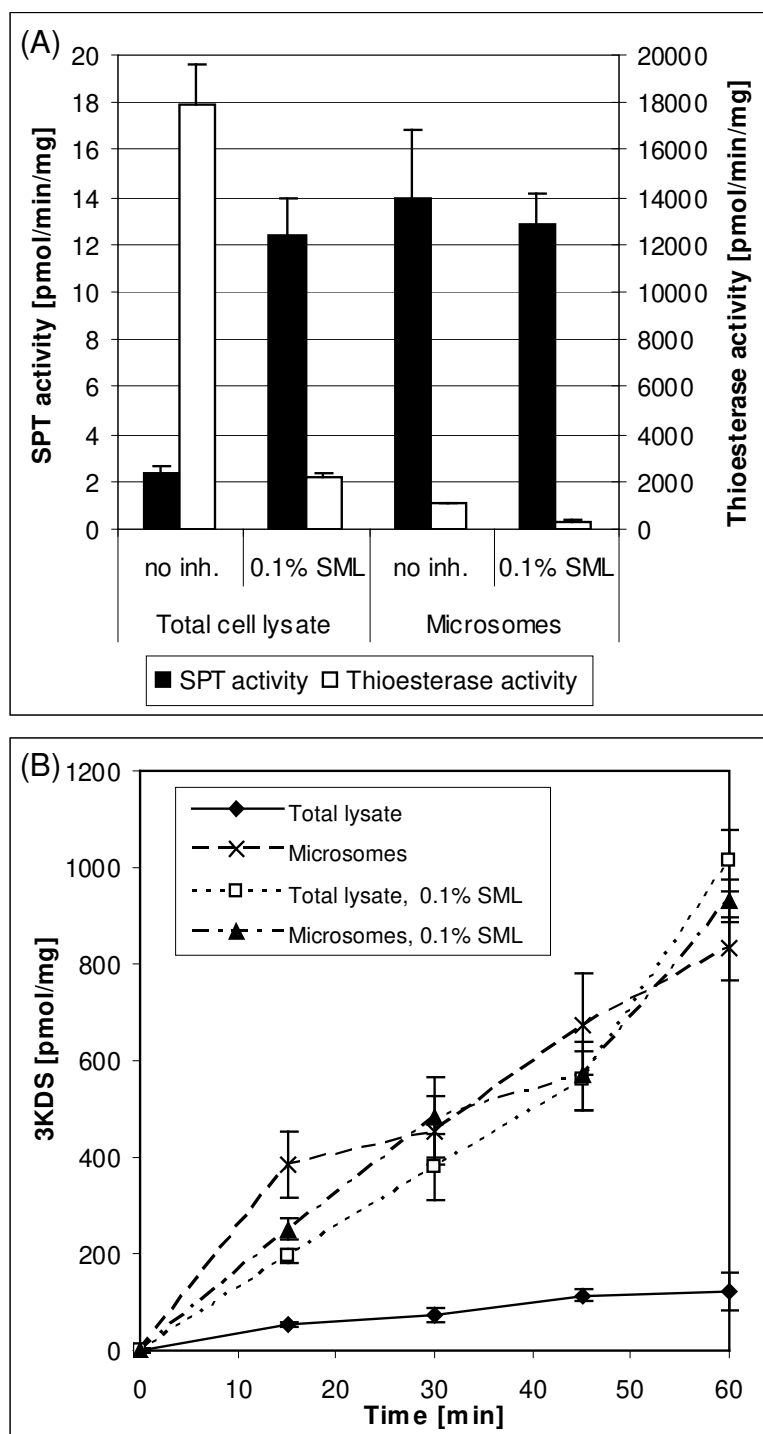 (A)
SPT activity [pmol/min/mg]
20
18
16
14
12
10
8
6
4
2
0
20000
18000
16000
14000
12000
10000
8000
6000
4000
2000
0
Thioesterase activity [pmol/min/mg]
no inh. 0.1% SML no inh. 0.1% SML
Total cell lysate Microsomes
SPT activity Thioesterase activity
(B)
3KDS [pmol/mg]
1200
1000
800
600
400
200
0
Total lysate
Microsomes
Total lysate, 0.1% SML
Microsomes, 0.1% SML
0 10 20 30 40 50 60
Time [min]